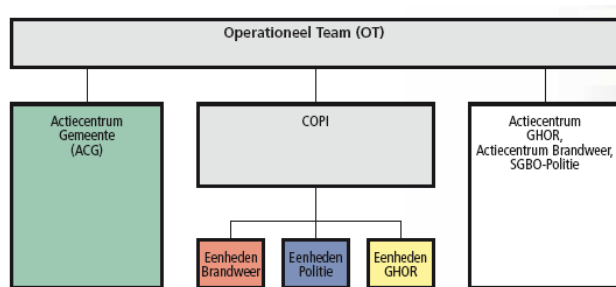 Operationeel Team (OT)
Actiecentrum
Gemeente
(ACG)
COPI
Actiecentrum
GHOR,
Actiecentrum Brandweer,
SGBO-Politie
Eenheden
Brandweer
Eenheden
Politie
Eenheden
GHOR